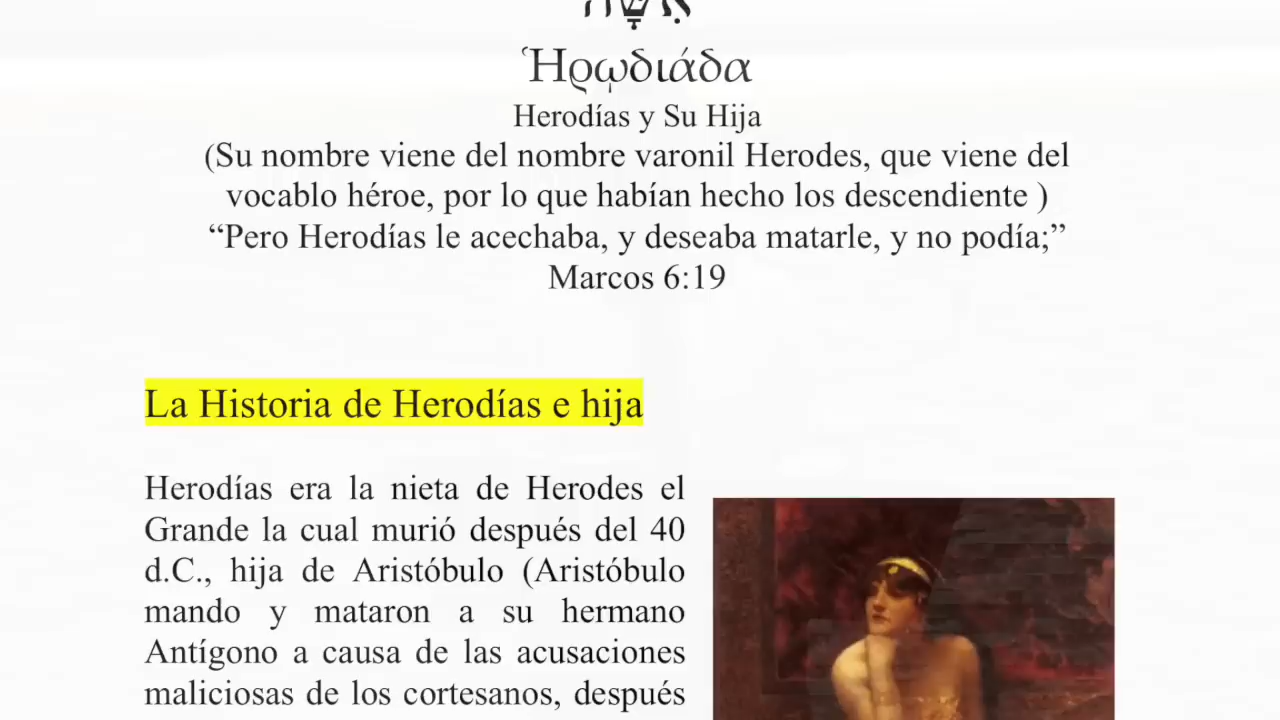 אִשָּׁה
Ἡρῳδιάδα
Herodías y Su Hija
(Su nombre viene del nombre varonil Herodes, que viene del
vocablo héroe, por lo que habían hecho los descendiente )
“Pero Herodías le acechaba, y deseaba matarle, y no podía;”
Marcos 6:19
La Historia de Herodías e hija
Herodías era la nieta de Herodes el
Grande la cual murió después del 40
d.C., hija de Aristóbulo (Aristóbulo
mando y mataron a su hermano
Antígono a causa de las acusaciones
maliciosas de los cortesanos, después